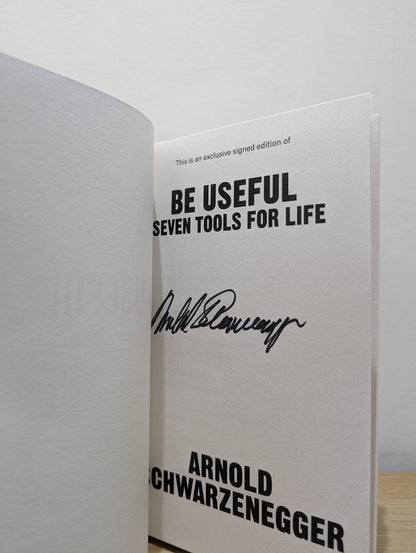 This is an exclusive signed edition of
BE USEFUL
SEVEN TOOLS FOR LIFE
ARNOLD
SCHWARZENEGGER